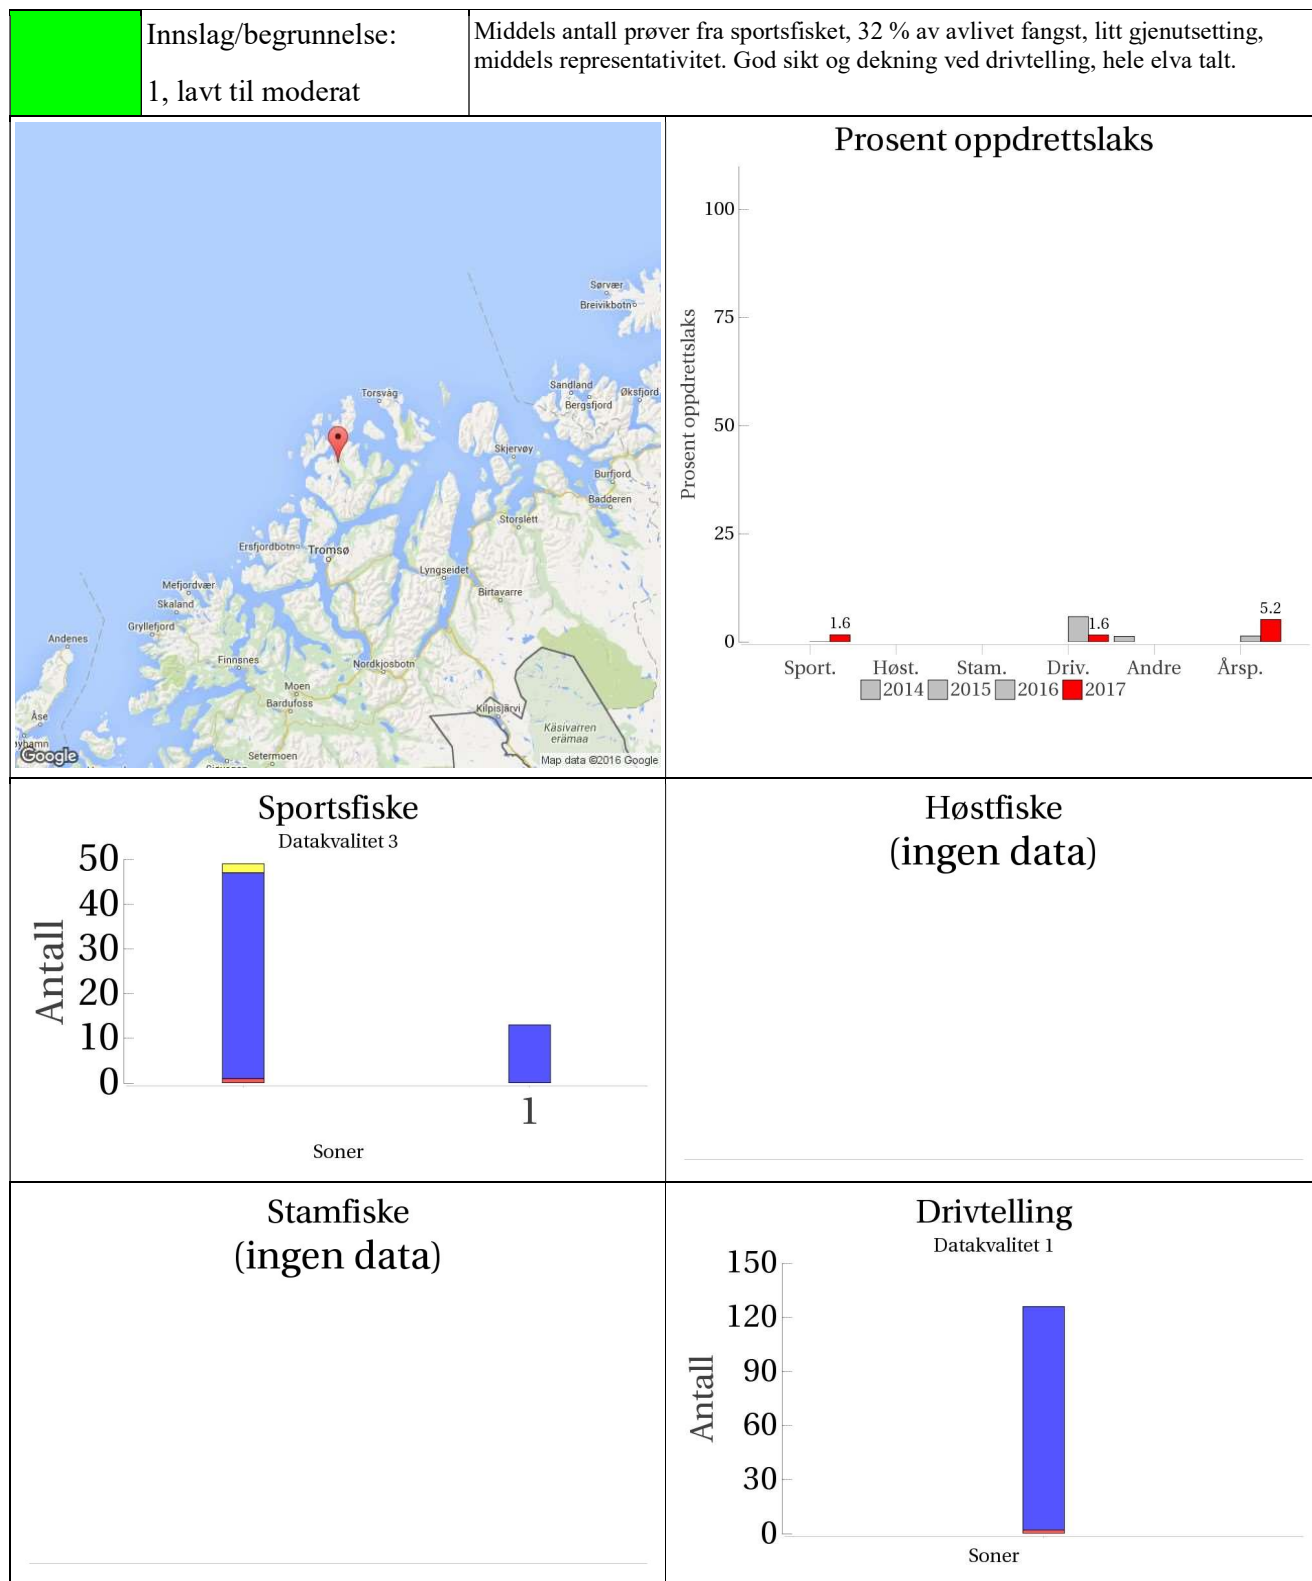 Innslag/begrunnelse:
1, lavt til moderat
Middels antall prøver fra sportsfisket, 32 % av avlivet fangst, litt gjenutsetting,
middels representativitet. God sikt og dekning ved drivtelling, hele elva talt.
Sørvær
Breivikbotn
Sandland
Øksfjord
Bergsfjord
Torsvåg
Skjervøy
Burfjord
Badderen
Storslett
Ersfjordbotn
Tromsø
Lyngseidet
Birtavarre
Mefjordvær
Skaland
Gryllefjord
Andenes
Finnsnes
Nordkjosbotn
Moen
Bardufoss
Kilpisjärvi
Åse
Käsivarren
erämaa
Setermoen
Google
Map data ©2016 Google
Prosent oppdrettslaks
Prosent oppdrettslaks
100
75
50
25
0
1.6
1.6
5.2
Sport. Høst. Stam. Driv. Andre Årsp.
2014 2015 2016 2017
Sportsfiske
Datakvalitet 3
Antall
50
40
30
20
10
0
1
Soner
Høstfiske
(ingen data)
Stamfiske
(ingen data)
Drivtelling
Datakvalitet 1
Antall
150
120
90
60
30
0
Soner